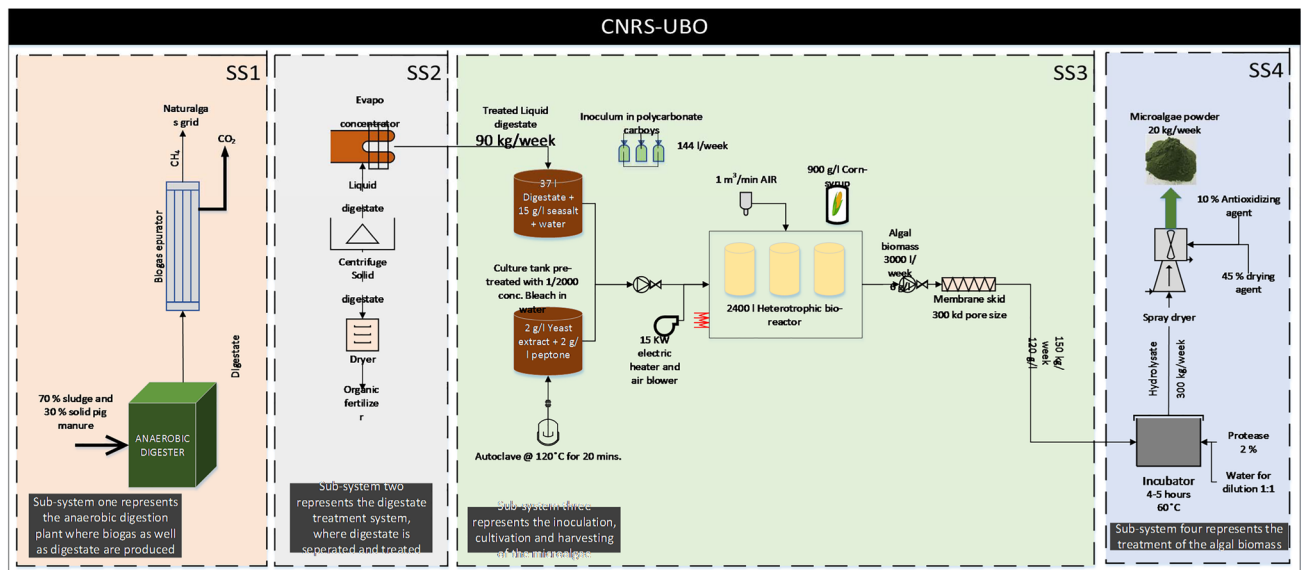 CNRS-UBO
SS1
Naturalga
s grid
CH4
CO2
Biogas epurator
Digestate
70 % sludge and
30 % solid pig
manure
ANAEROBIC
DIGESTER
Sub-system one represents
the anaerobic digestion
plant where biogas as well
as digestate are produced
SS2
Evapo
concentrator
Liquid
digestate
Centrifuge
Solid
digestate
Dryer
Organic
fertilize
r
Sub-system two
represents the digestate
treatment system,
where digestate is
seperated and treated
SS3
Treated Liquid
digestate
90 kg/week
37 l
Digestate +
15 g/l seasalt
+ water
Culture tank pre-
treated with 1/2000
conc. Bleach in
water
2 g/l Yeast
extract + 2 g/
l peptone
Autoclave @ 120˚C for 20 mins.
Inoculum in polycarbonate
carboys
144 l/week
1 m3/min AIR
900 g/l Corn-
syrup
2400 l Heterotrophic bio-
reactor
15 KW
electric
heater and
air blower
Algal
biomass
3000 l/
week
6 g/l
Membrane skid
300 kd pore size
150 kg/
week
120 g/l
Sub-system three
represents the inoculation,
cultivation and harvesting
of the microalgae
SS4
Microalgae powder
20 kg/week
10 % Antioxidizing
agent
45 % drying
agent
Spray dryer
Hydrolysate
300 kg/week
Protease
2 %
Water for
dilution 1:1
Incubator
4-5 hours
60˚C
Sub-system four represents the
treatment of the algal biomass